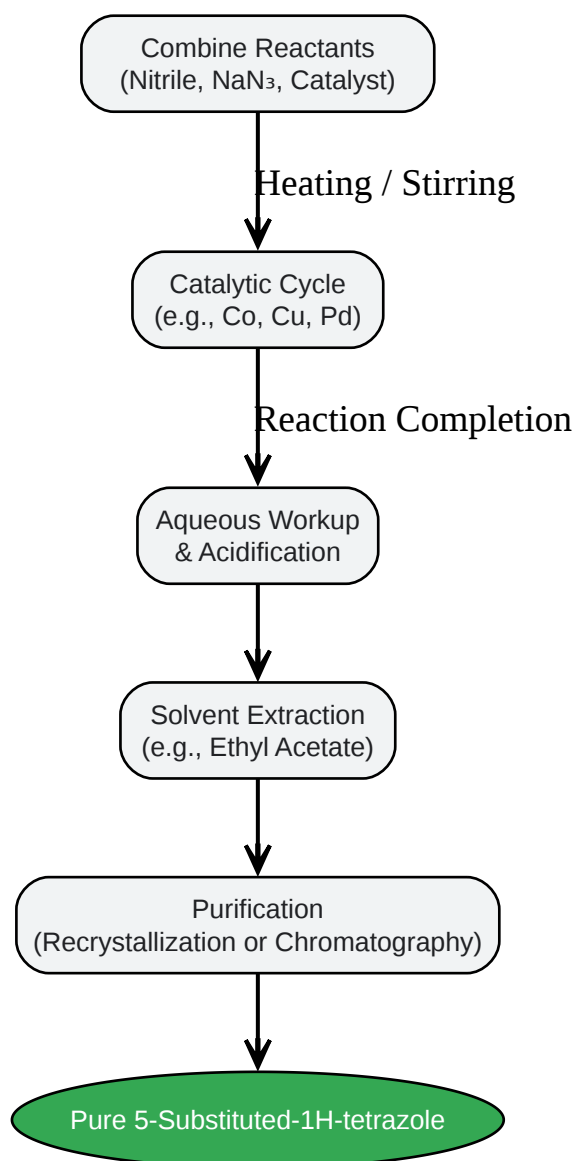 Combine Reactants
(Nitrile, NaN₃, Catalyst)
Heating / Stirring
Catalytic Cycle
(e.g., Co, Cu, Pd)
Reaction Completion
Aqueous Workup
& Acidification
Solvent Extraction
(e.g., Ethyl Acetate)
Purification
(Recrystallization or Chromatography)
Pure 5-Substituted-1H-tetrazole